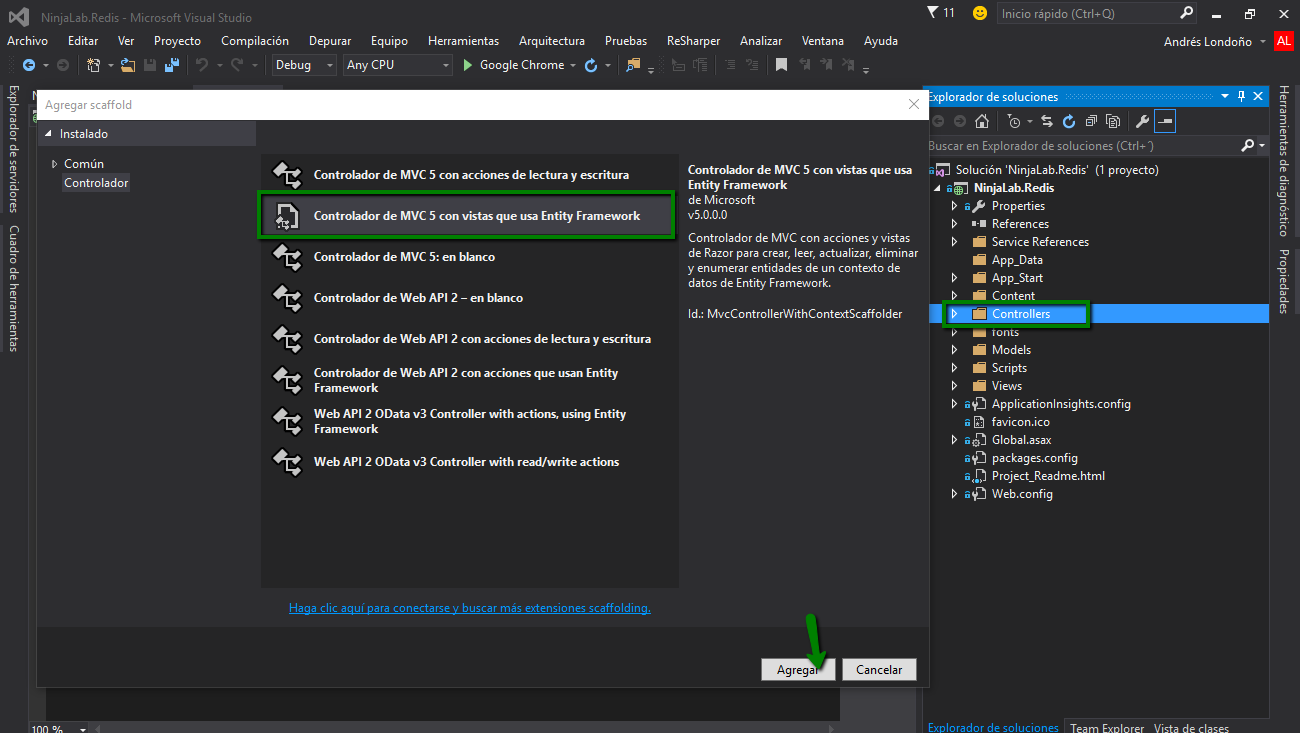 NinjaLab.Redis - Microsoft Visual Studio
11
Inicio rápido (Ctrl+Q)
Archivo Editar Ver Proyecto Compilación Depurar Equipo Herramientas Arquitectura Pruebas ReSharper Analizar Ventana Ayuda
Andrés Londoño
AL
Debug
Any CPU
Google Chrome
Explorador de servidores
Cuadro de herramientas
Agregar scaffold
Instalado
Común
Controlador
Controlador de MVC 5 con acciones de lectura y escritura
Controlador de MVC 5 con vistas que usa Entity Framework
Controlador de MVC 5: en blanco
Controlador de Web API 2 – en blanco
Controlador de Web API 2 con acciones de lectura y escritura
Controlador de Web API 2 con acciones que usan Entity
Framework
Web API 2 OData v3 Controller with actions, using Entity
Framework
Web API 2 OData v3 Controller with read/write actions
Haga clic aquí para conectarse y buscar más extensiones scaffolding.
Controlador de MVC 5 con vistas que usa
Entity Framework
de Microsoft
v5.0.0.0
Controlador de MVC con acciones y vistas
de Razor para crear, leer, actualizar, eliminar
y enumerar entidades de un contexto de
datos de Entity Framework.
Id.: MvcControllerWithContextScaffolder
Agregar
Cancelar
100 %
Explorador de soluciones
Buscar en Explorador de soluciones (Ctrl+´)
Solución 'NinjaLab.Redis' (1 proyecto)
NinjaLab.Redis
Properties
References
Service References
App_Data
App_Start
Content
Controllers
fonts
Models
Scripts
Views
ApplicationInsights.config
favicon.ico
Global.asax
packages.config
Project_Readme.html
Web.config
Explorador de soluciones
Team Explorer
Vista de clases
Herramientas de diagnóstico
Propiedades